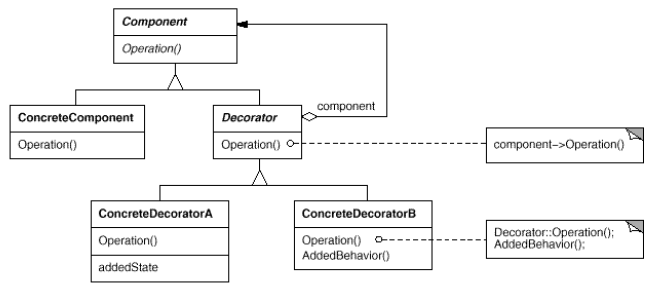 Component
Operation()
component
ConcreteComponent
Operation()
Decorator
Operation()
component->Operation()
ConcreteDecoratorA
Operation()
addedState
ConcreteDecoratorB
Operation()
AddedBehavior()
Decorator::Operation();
AddedBehavior();